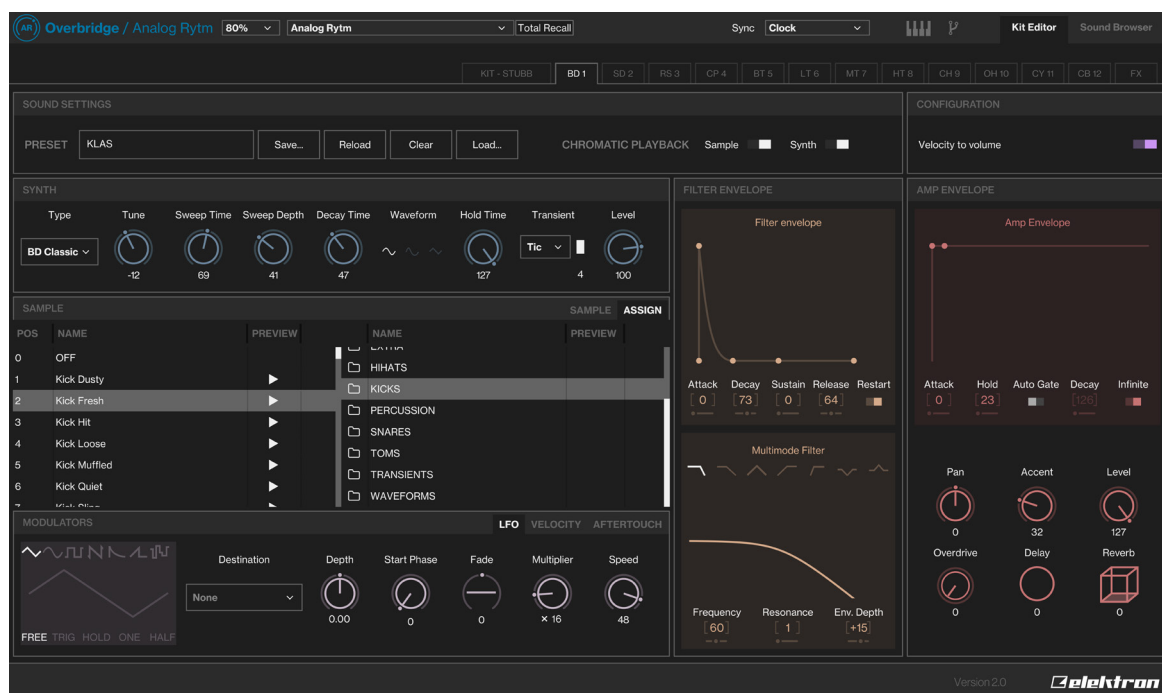 AR Overbridge / Analog Rytm 80% Analog Rytm Total Recall Sync Clock Kit Editor Sound Browser
KIT - STUBB BD 1 SD 2 RS 3 CP 4 BT 5 LT 6 MT 7 HT 8 CH 9 OH 10 CY 11 CB 12 FX
SOUND SETTINGS
PRESET KLAS Save... Reload Clear Load... CHROMATIC PLAYBACK Sample Synth
CONFIGURATION
Velocity to volume
SYNTH
Type Tune Sweep Time Sweep Depth Decay Time Waveform Hold Time Transient Level
BD Classic Tic
-12 69 41 47 127 4 100
SAMPLE SAMPLE ASSIGN
POS NAME PREVIEW NAME PREVIEW
0 OFF
1 Kick Dusty
2 Kick Fresh
3 Kick Hit
4 Kick Loose
5 Kick Muffled
6 Kick Quiet
7 Kick Sling
EXTRA
HIHATS
KICKS
PERCUSSION
SNARES
TOMS
TRANSIENTS
WAVEFORMS
MODULATORS LFO VELOCITY AFTERTOUCH
Destination Depth Start Phase Fade Multiplier Speed
None
0.00 0 0 × 16 48
FREE TRIG HOLD ONE HALF
FILTER ENVELOPE
Filter envelope
Attack Decay Sustain Release Restart
[ 0 ] [73] [ 0 ] [64]
Multimode Filter
Frequency Resonance Env. Depth
[60] [ 1 ] [+15]
AMP ENVELOPE
Amp Envelope
Attack Hold Auto Gate Decay Infinite
[ 0 ] [23] [126]
Pan Accent Level
0 32 127
Overdrive Delay Reverb
0 0 0
Version 2.0 elektron